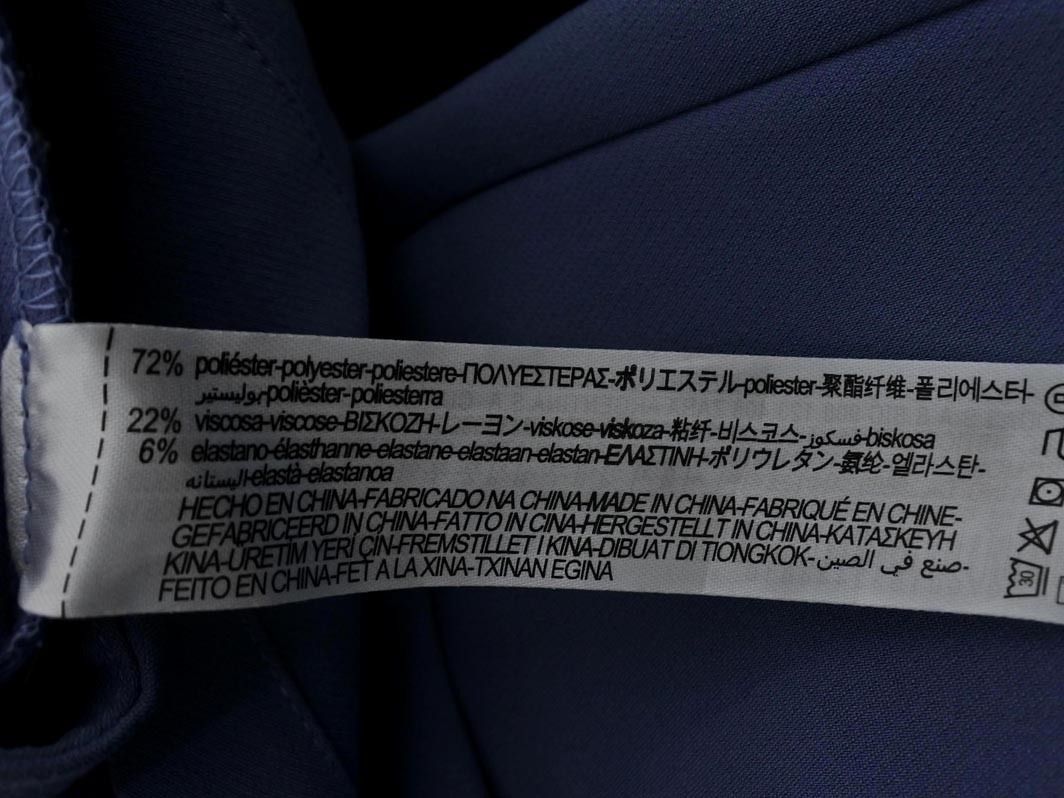 72% poliéster-polyester-poliestere-ΠΟΛΥΕΣΤΕΡΑΣ-ポリエステル-poliester-聚酯纤维-폴리에스터-
بوليستير-polièster-poliesterra
22% viscosa-viscose-ΒΙΣΚΟΖΗ-レーヨン-viskose-viskoza-粘纤-비스코스-فسكوز-biskosa
6% elastano-élasthanne-elastane-elastaan-elastan-ΕΛΑΣΤΙΝΗ-ポリウレタン-氨纶-엘라스탄-
اليستانه-elastà-elastanoa
HECHO EN CHINA-FABRICADO NA CHINA-MADE IN CHINA-FABRIQUÉ EN CHINE-
GEFABRICEERD IN CHINA-FATTO IN CINA-HERGESTELLT IN CHINA-ΚΑΤΑΣΚΕΥΗ
KINA-ÜRETİM YERİ ÇİN-FREMSTILLET I KINA-DIBUAT DI TIONGKOK-صنع في الصين-
FEITO EN CHINA-FET A LA XINA-TXINAN EGINA
30